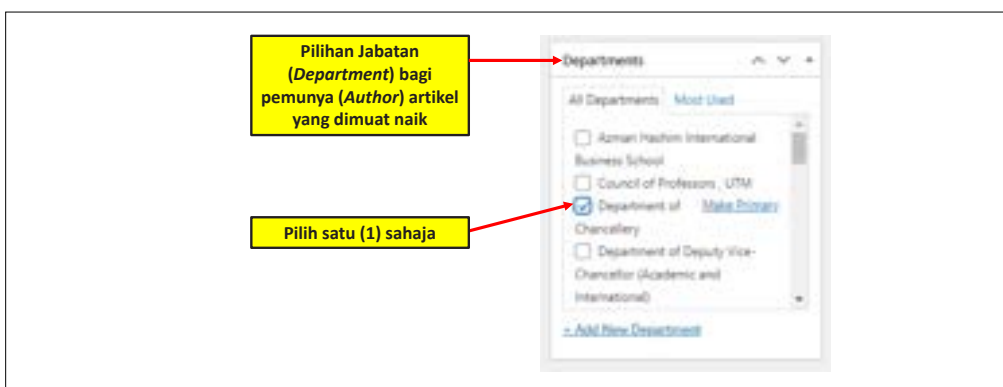 Pilihan Jabatan
(Department) bagi
pemunya (Author) artikel
yang dimuat naik
Departments
All Departments Most Used
Azman Hashim International
Business School
Council of Professors , UTM
Department of Make Primary
Chancellery
Pilih satu (1) sahaja
Department of Deputy Vice-
Chancellor (Academic and
International)
+ Add New Department